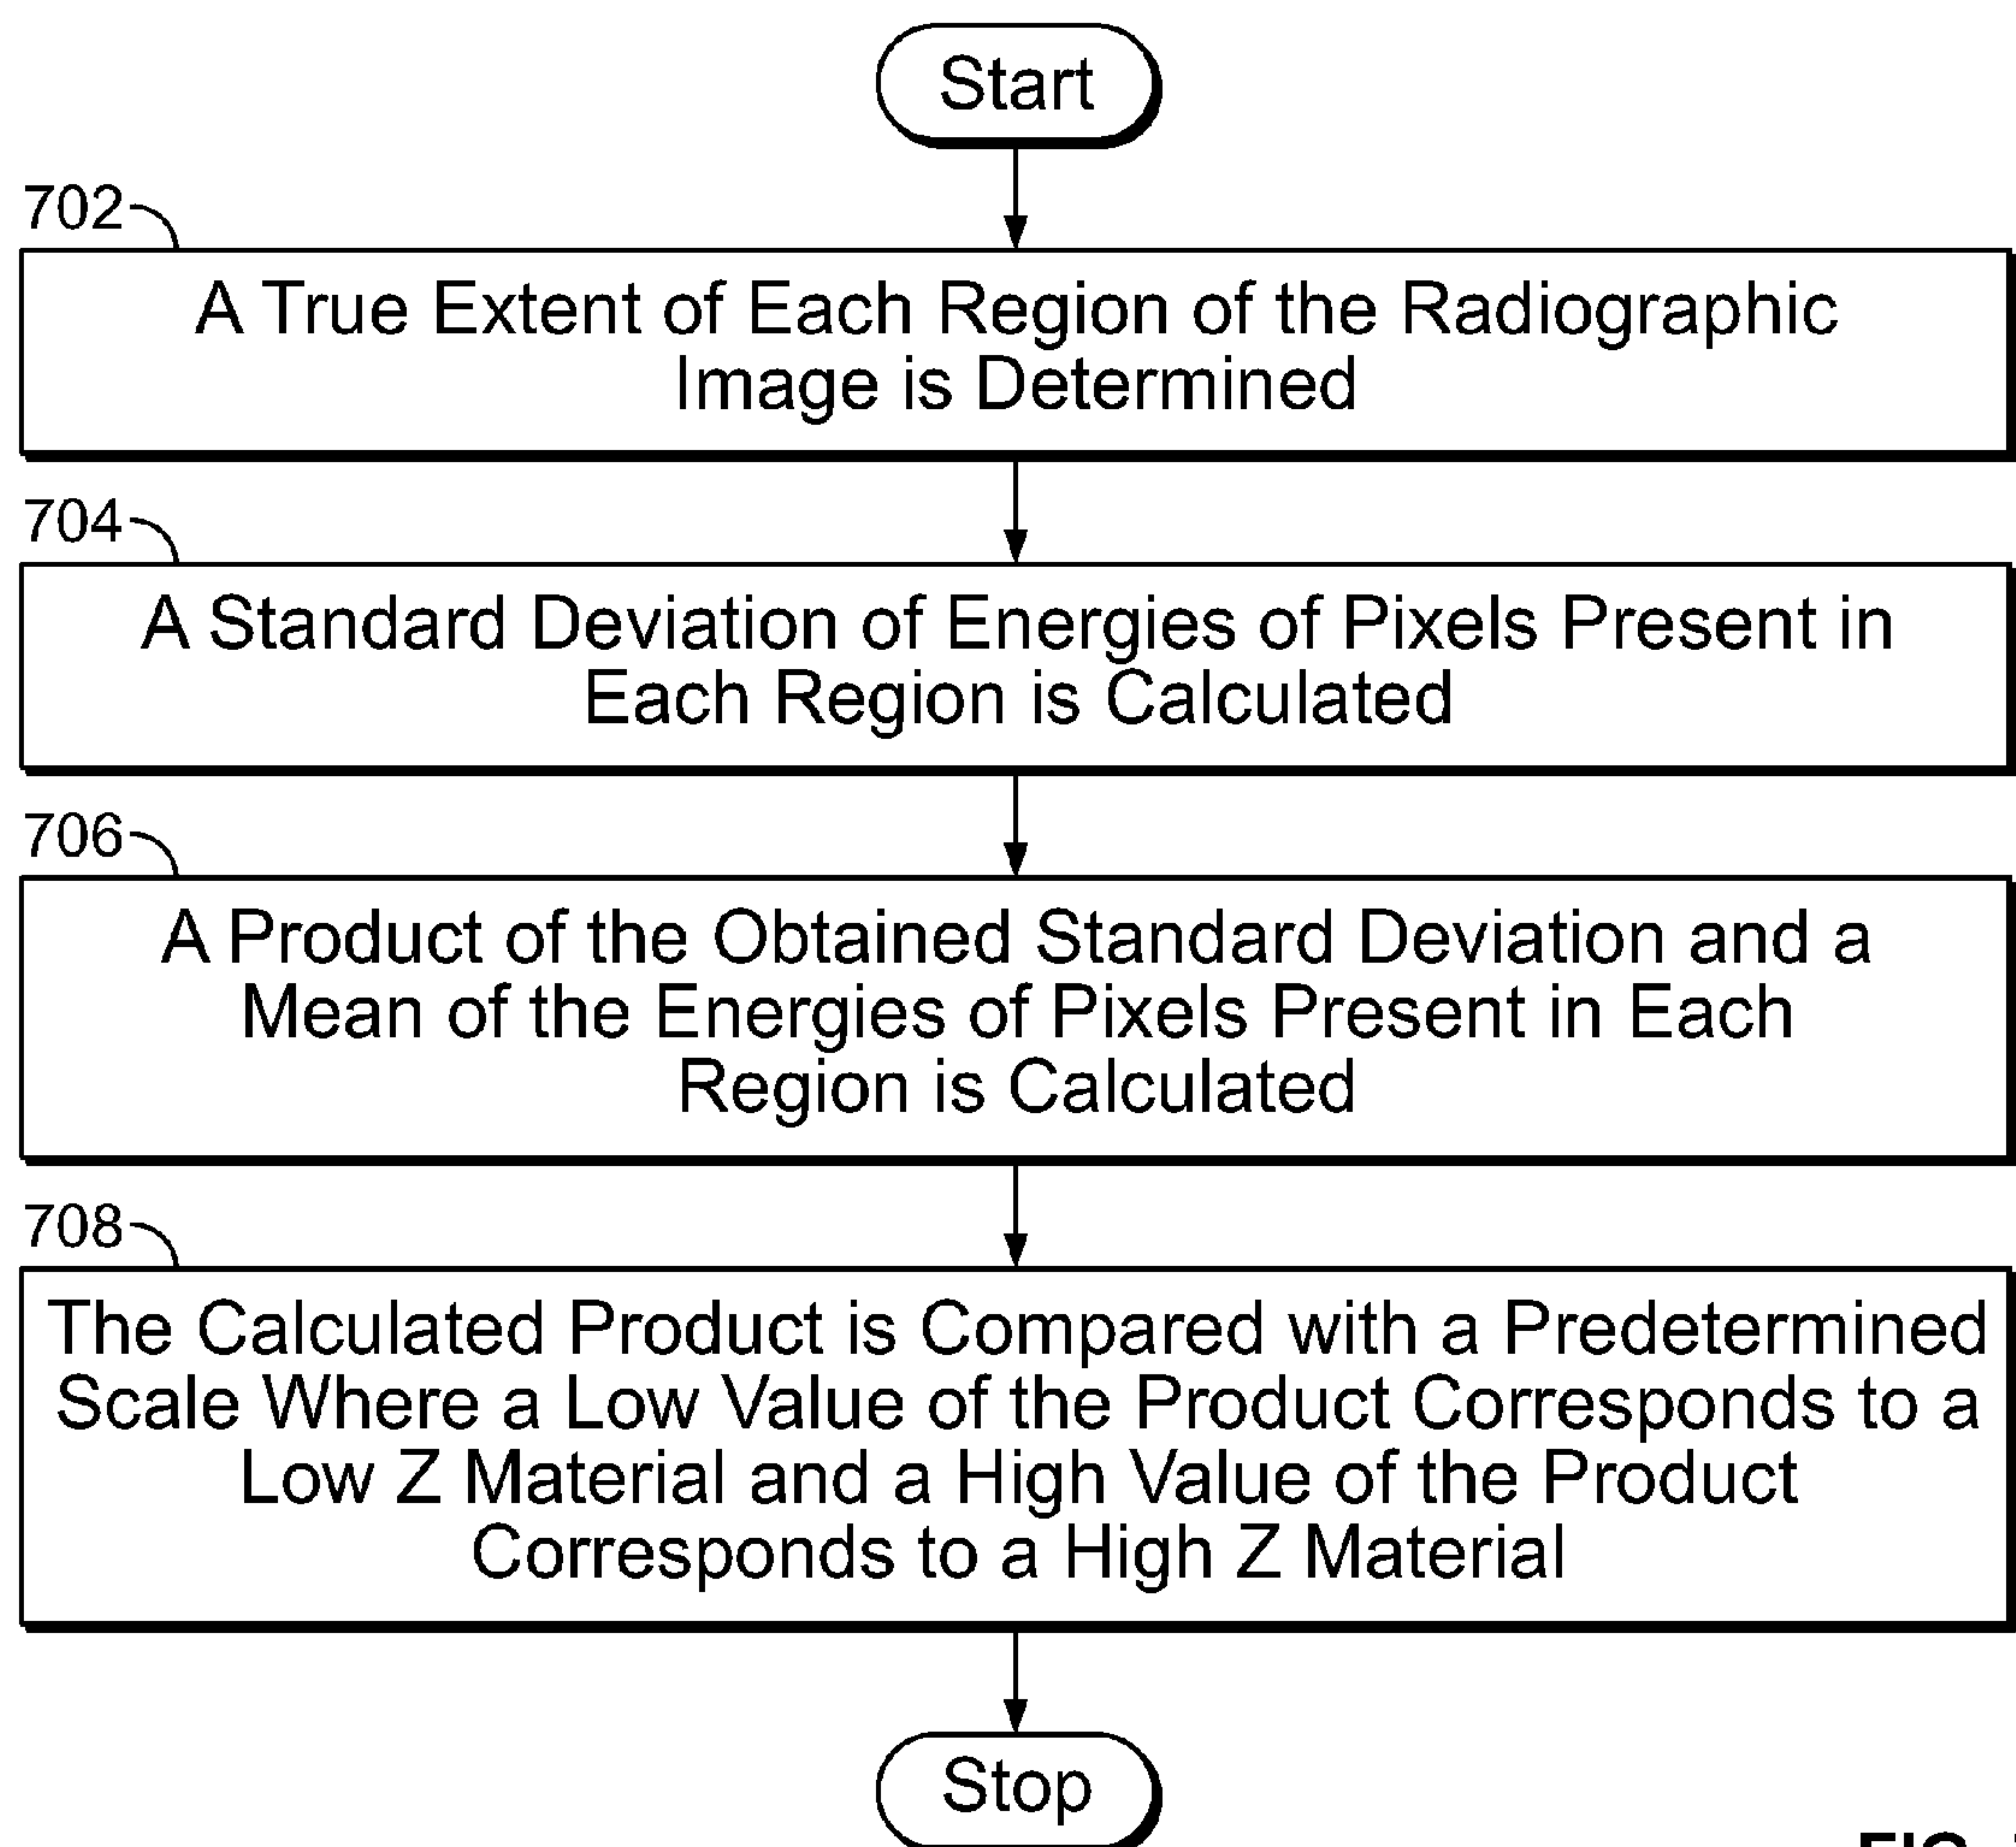 Start
702
A True Extent of Each Region of the Radiographic
Image is Determined
704
A Standard Deviation of Energies of Pixels Present in
Each Region is Calculated
706
A Product of the Obtained Standard Deviation and a
Mean of the Energies of Pixels Present in Each
Region is Calculated
708
The Calculated Product is Compared with a Predetermined
Scale Where a Low Value of the Product Corresponds to a
Low Z Material and a High Value of the Product
Corresponds to a High Z Material
Stop